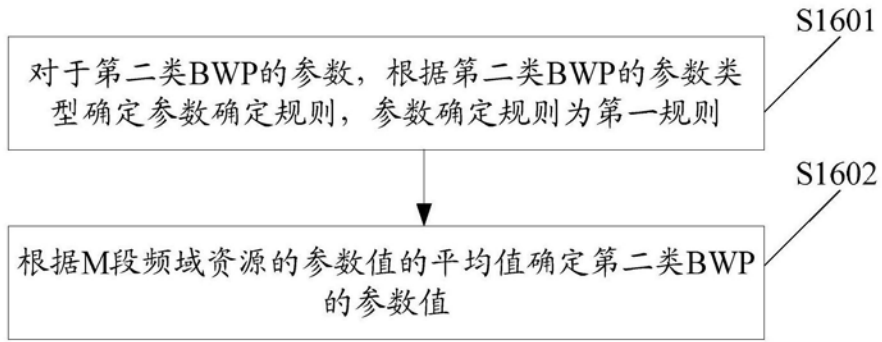 S1601
对于第二类BWP的参数，根据第二类BWP的参数类
型确定参数确定规则，参数确定规则为第一规则
S1602
根据M段频域资源的参数值的平均值确定第二类BWP
的参数值